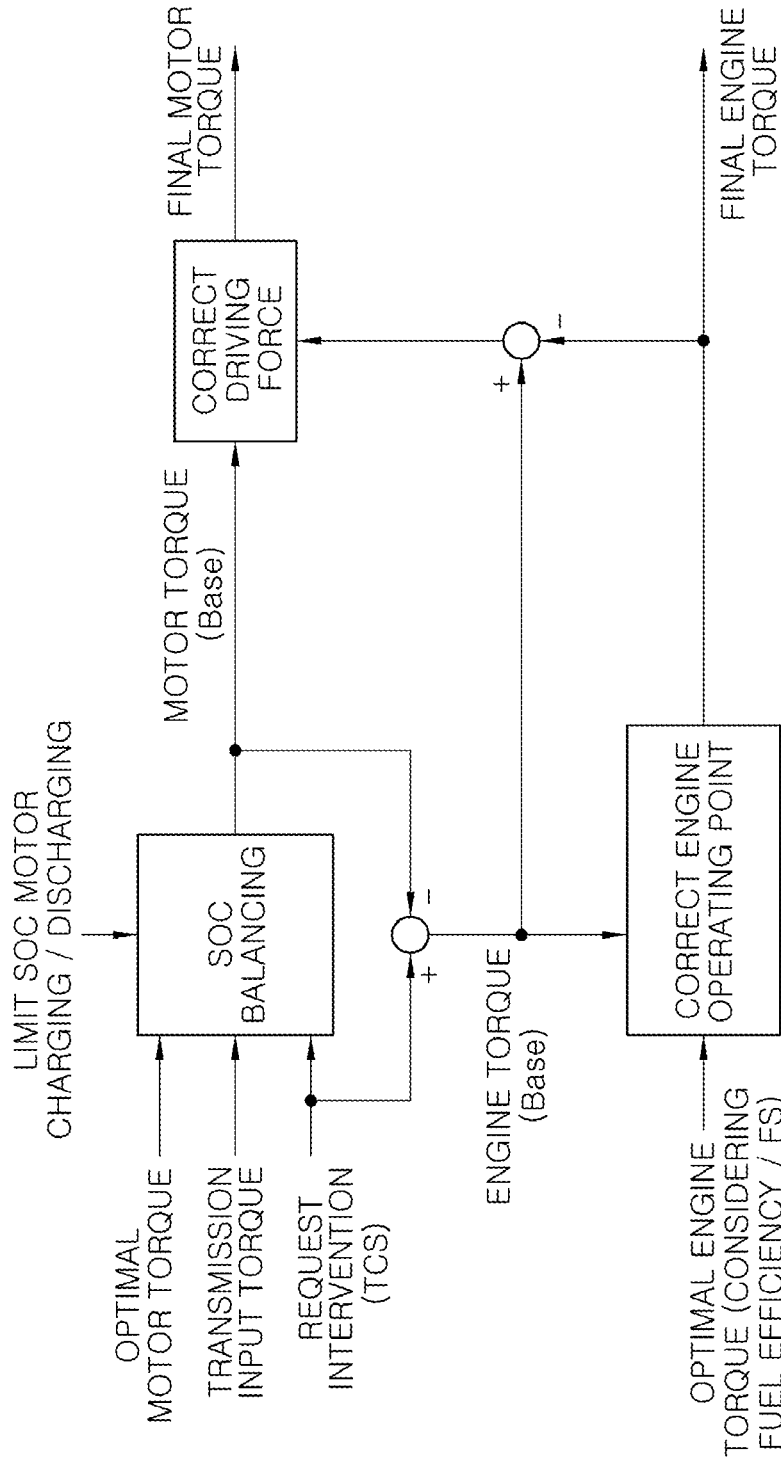 LIMIT SOC MOTOR
CHARGING / DISCHARGING
OPTIMAL
MOTOR TORQUE
TRANSMISSION
INPUT TORQUE
REQUEST
INTERVENTION
(TCS)
SOC
BALANCING
MOTOR TORQUE
(Base)
CORRECT
DRIVING
FORCE
FINAL MOTOR
TORQUE
+
-
ENGINE TORQUE
(Base)
+
-
OPTIMAL ENGINE
TORQUE (CONSIDERING
FUEL EFFICIENCY / FS)
CORRECT ENGINE
OPERATING POINT
FINAL ENGINE
TORQUE